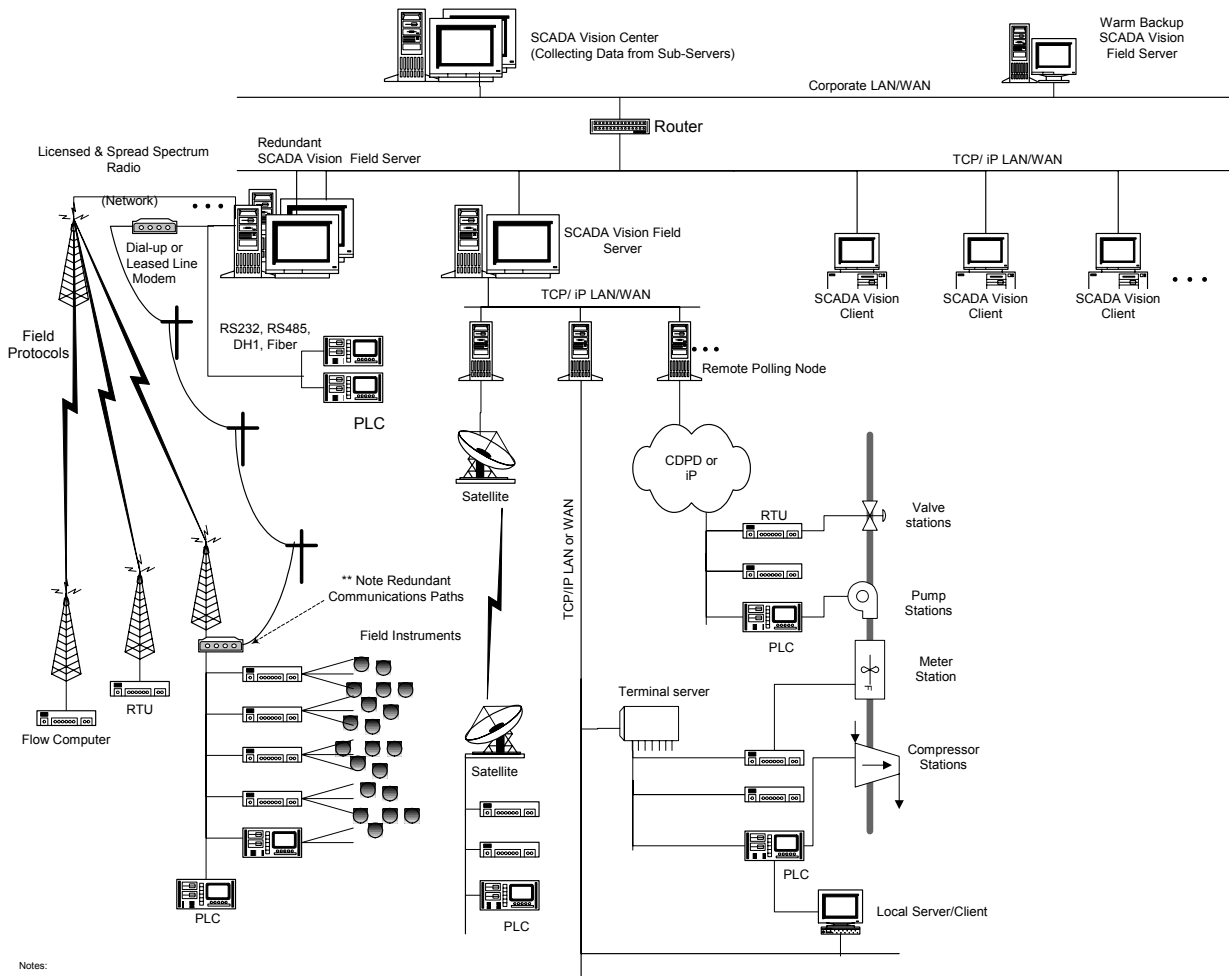 SCADA Vision Center
(Collecting Data from Sub-Servers)
Warm Backup
SCADA Vision
Field Server
Corporate LAN/WAN
Router
Licensed & Spread Spectrum
Radio
Redundant
SCADA Vision Field Server
TCP/ iP LAN/WAN
(Network)
Dial-up or
Leased Line
Modem
SCADA Vision Field
Server
TCP/ iP LAN/WAN
SCADA Vision
Client
SCADA Vision
Client
SCADA Vision
Client
Field
Protocols
RS232, RS485,
DH1, Fiber
PLC
Remote Polling Node
CDPD or
iP
Satellite
RTU
Valve
stations
TCP/IP LAN or WAN
** Note Redundant
Communications Paths
Pump
Stations
PLC
Field Instruments
Meter
Station
F
RTU
Flow Computer
Terminal server
Satellite
Compressor
Stations
PLC
PLC
PLC
Local Server/Client
Notes: